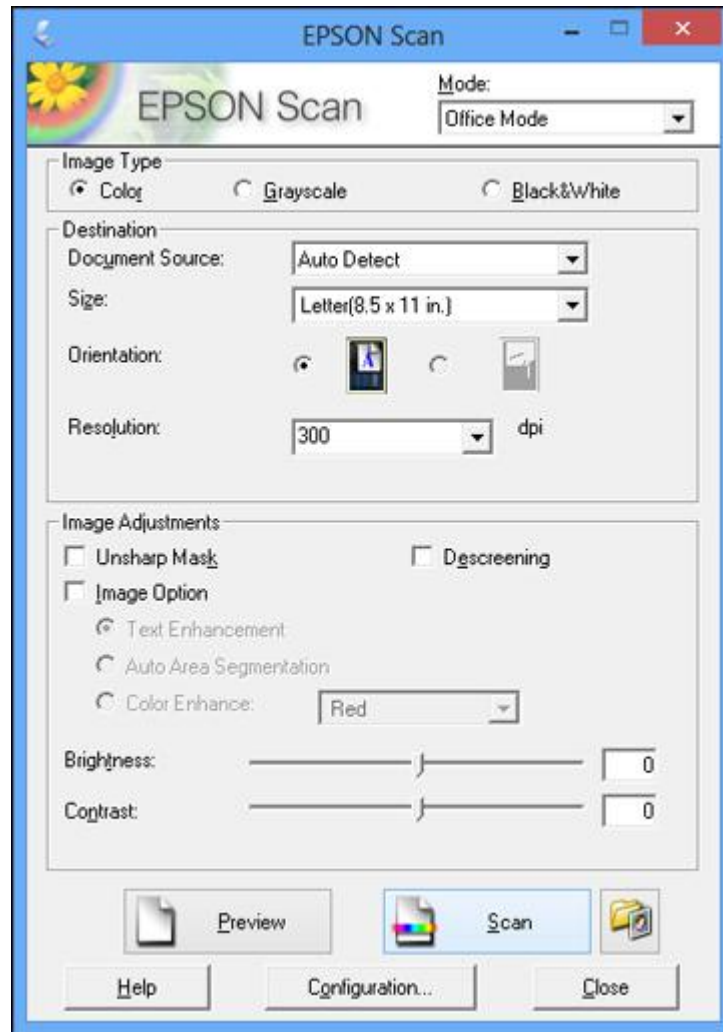 EPSON Scan
EPSON Scan
Mode:
Office Mode
Image Type
Color Grayscale Black&White
Destination
Document Source: Auto Detect
Size: Letter(8.5 x 11 in.)
Orientation: A
Resolution: 300 dpi
Image Adjustments
Unsharp Mask Descreening
Image Option
Text Enhancement
Auto Area Segmentation
Color Enhance: Red
Brightness: 0
Contrast: 0
Preview Scan
Help Configuration... Close